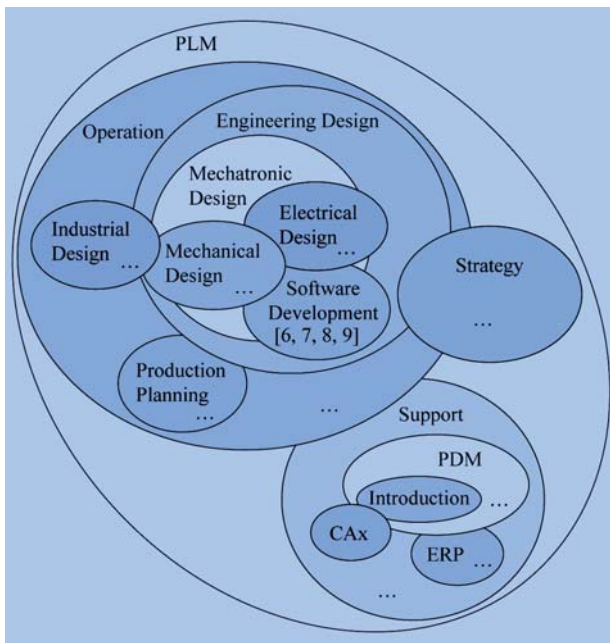 PLM
Operation
Engineering Design
Mechatronic
Design
Industrial
Design ...
Mechanical
Design
...
Electrical
Design
...
Software
Development
[6, 7, 8, 9]
Strategy
...
Production
Planning
...
...
Support
PDM
Introduction
...
CAx
ERP ...
...